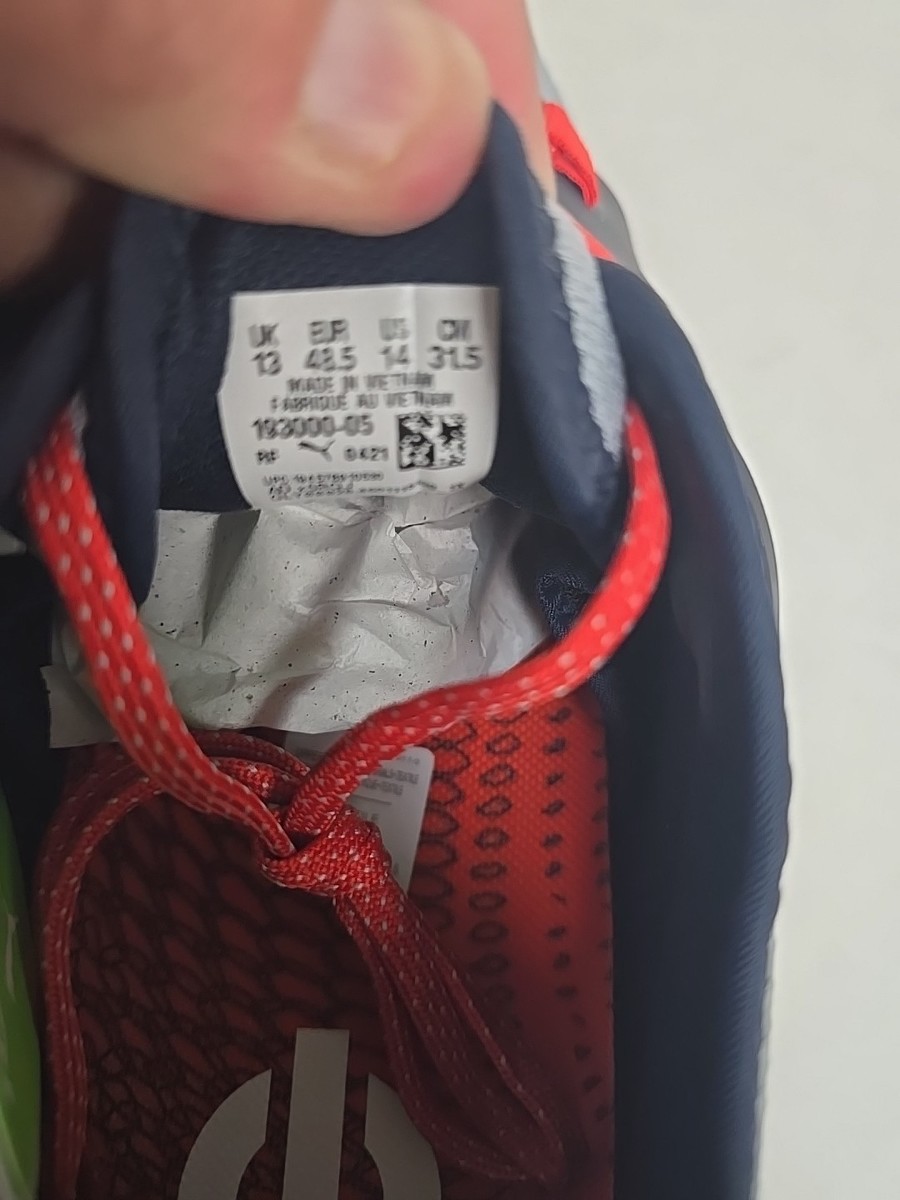 UK EUR US CM
13 48.5 14 31.5
MADE IN VIETNAM
FABRIQUE AU VIETNAM
193000-05
RF 0421